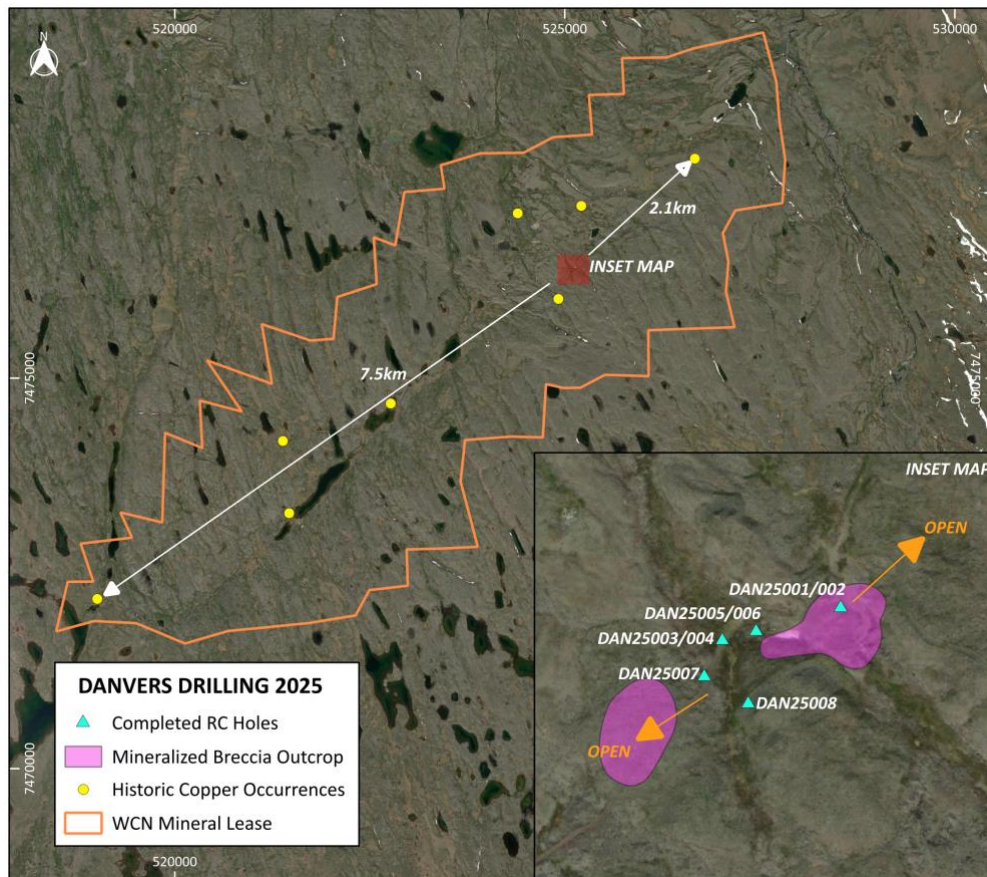 520000
525000
530000
N
2.1km
INSET MAP
7.5km
7475000
7475000
INSET MAP
OPEN
DAN25001/002
DAN25005/006
DAN25003/004
DAN25007
DAN25008
OPEN
DANVERS DRILLING 2025
Completed RC Holes
Mineralized Breccia Outcrop
Historic Copper Occurrences
WCN Mineral Lease
7470000
520000